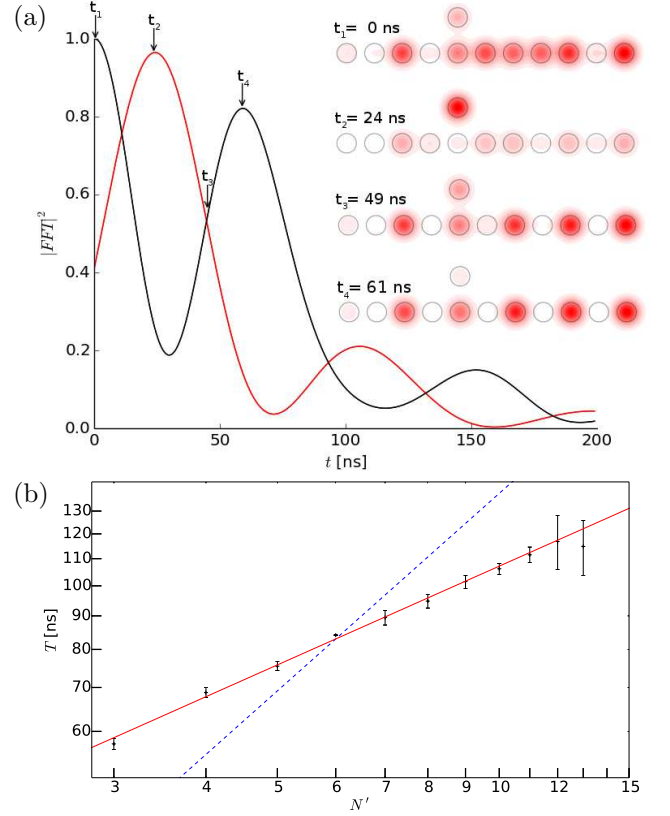 (a)
t1
t2
t4
t3
1.0
0.8
0.6
0.4
0.2
0.0
|FFT|²
0 50 100 150 200
t [ns]
t1= 0 ns
t2= 24 ns
t3= 49 ns
t4= 61 ns
(b)
130
120
110
100
90
80
70
60
T [ns]
3 4 5 6 7 8 9 10 12 15
N′